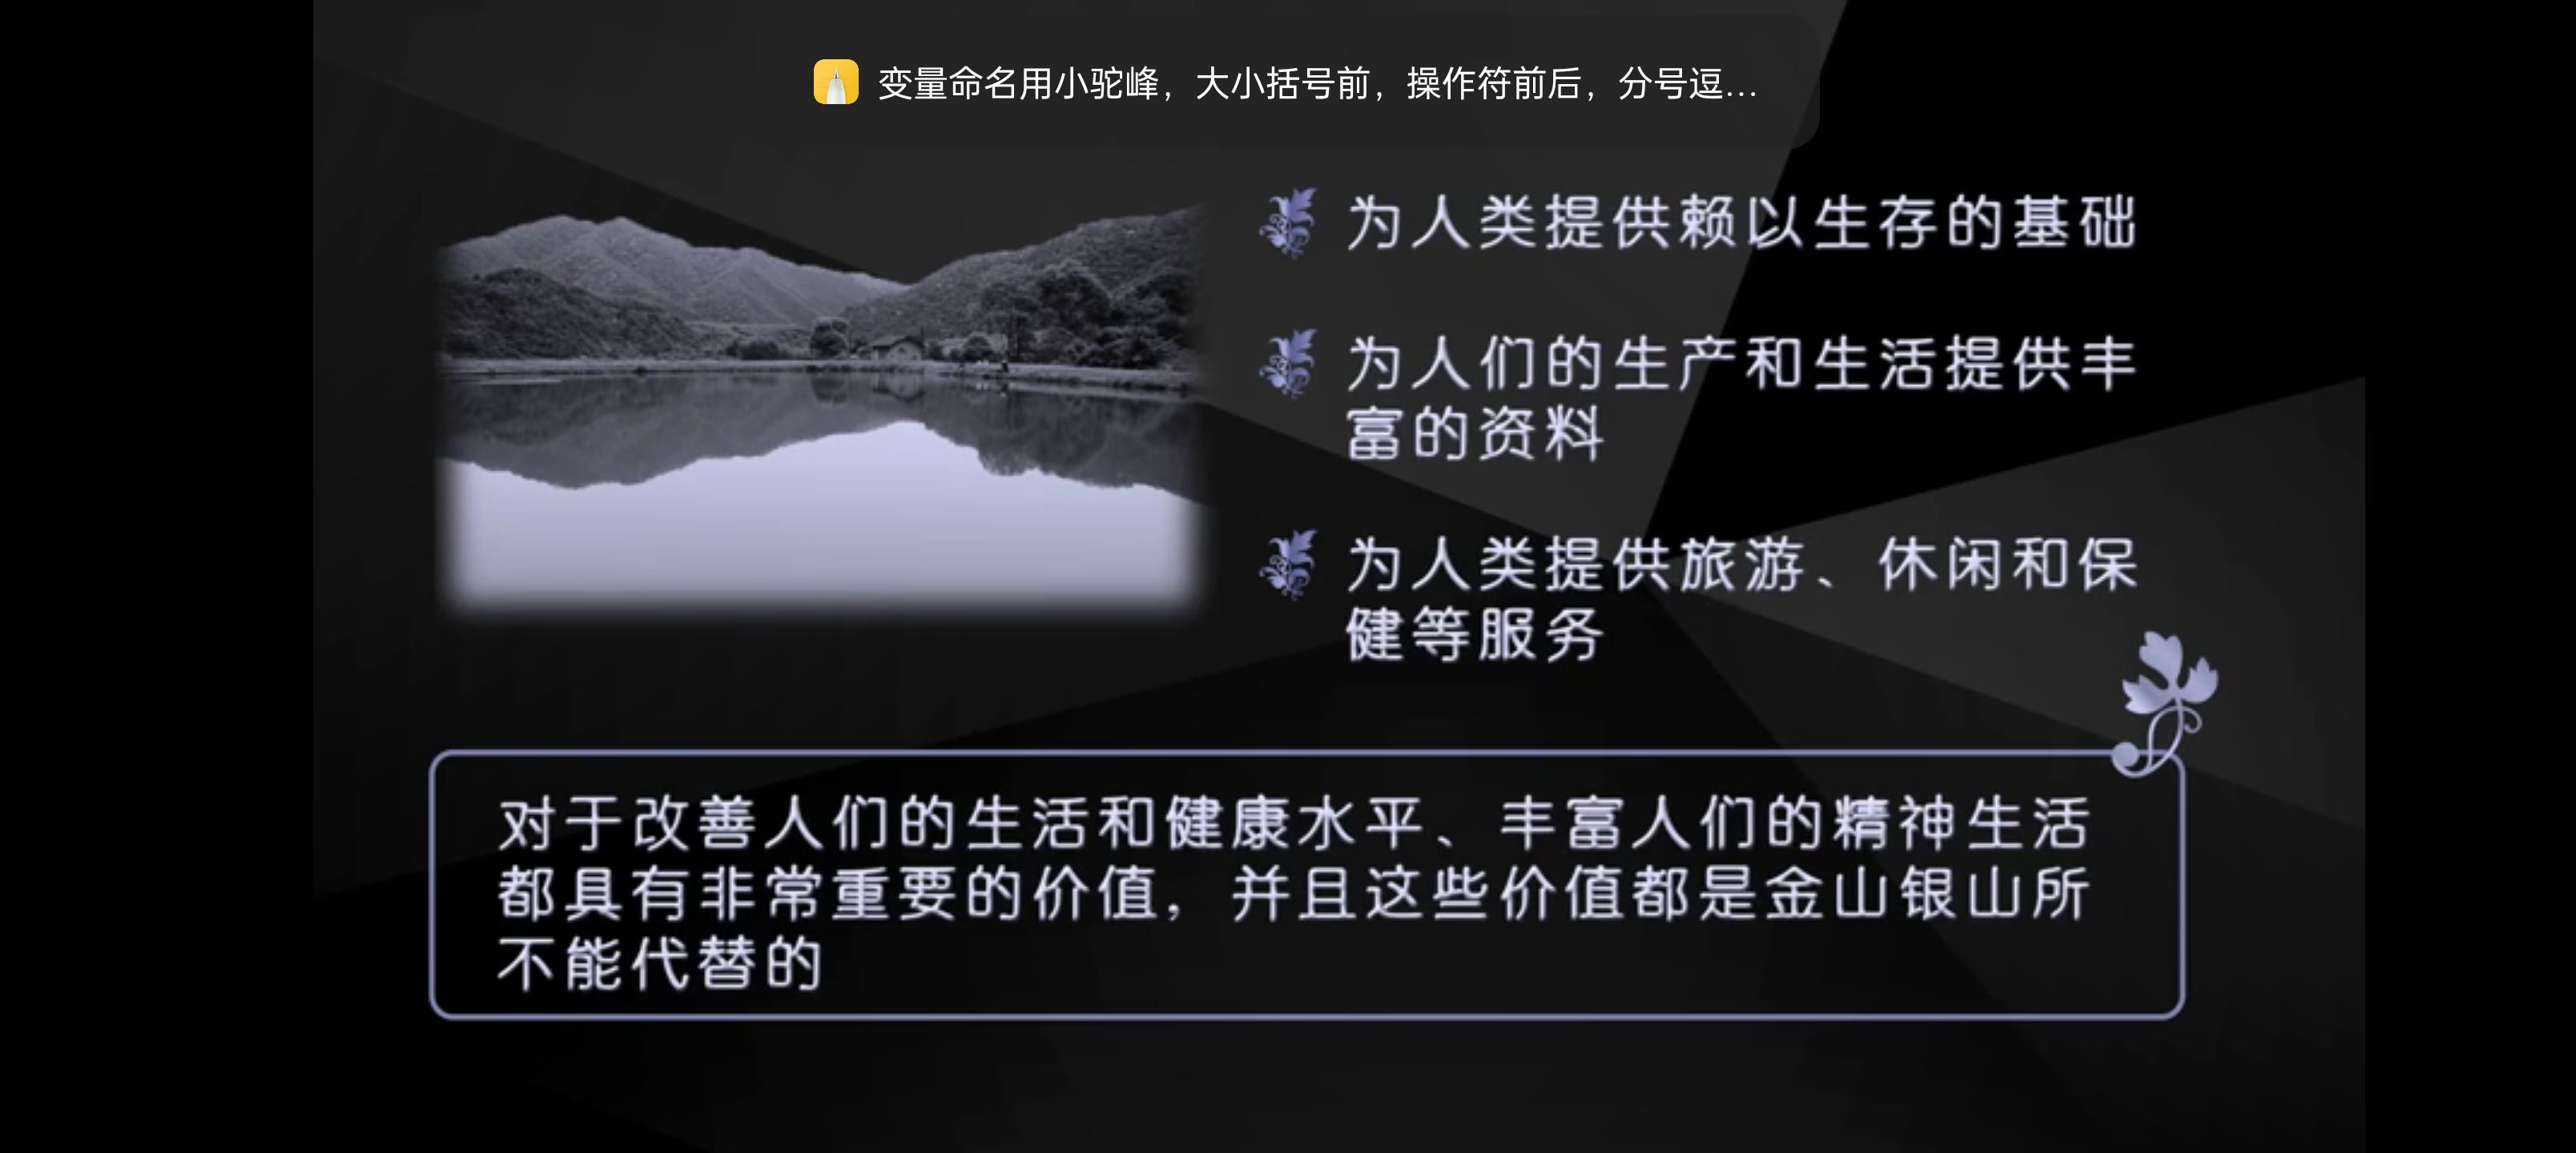 变量命名用小驼峰，大小括号前，操作符前后，分号逗...
为人类提供赖以生存的基础
为人们的生产和生活提供丰
富的资料
为人类提供旅游、休闲和保
健等服务
对于改善人们的生活和健康水平、丰富人们的精神生活
都具有非常重要的价值，并且这些价值都是金山银山所
不能代替的